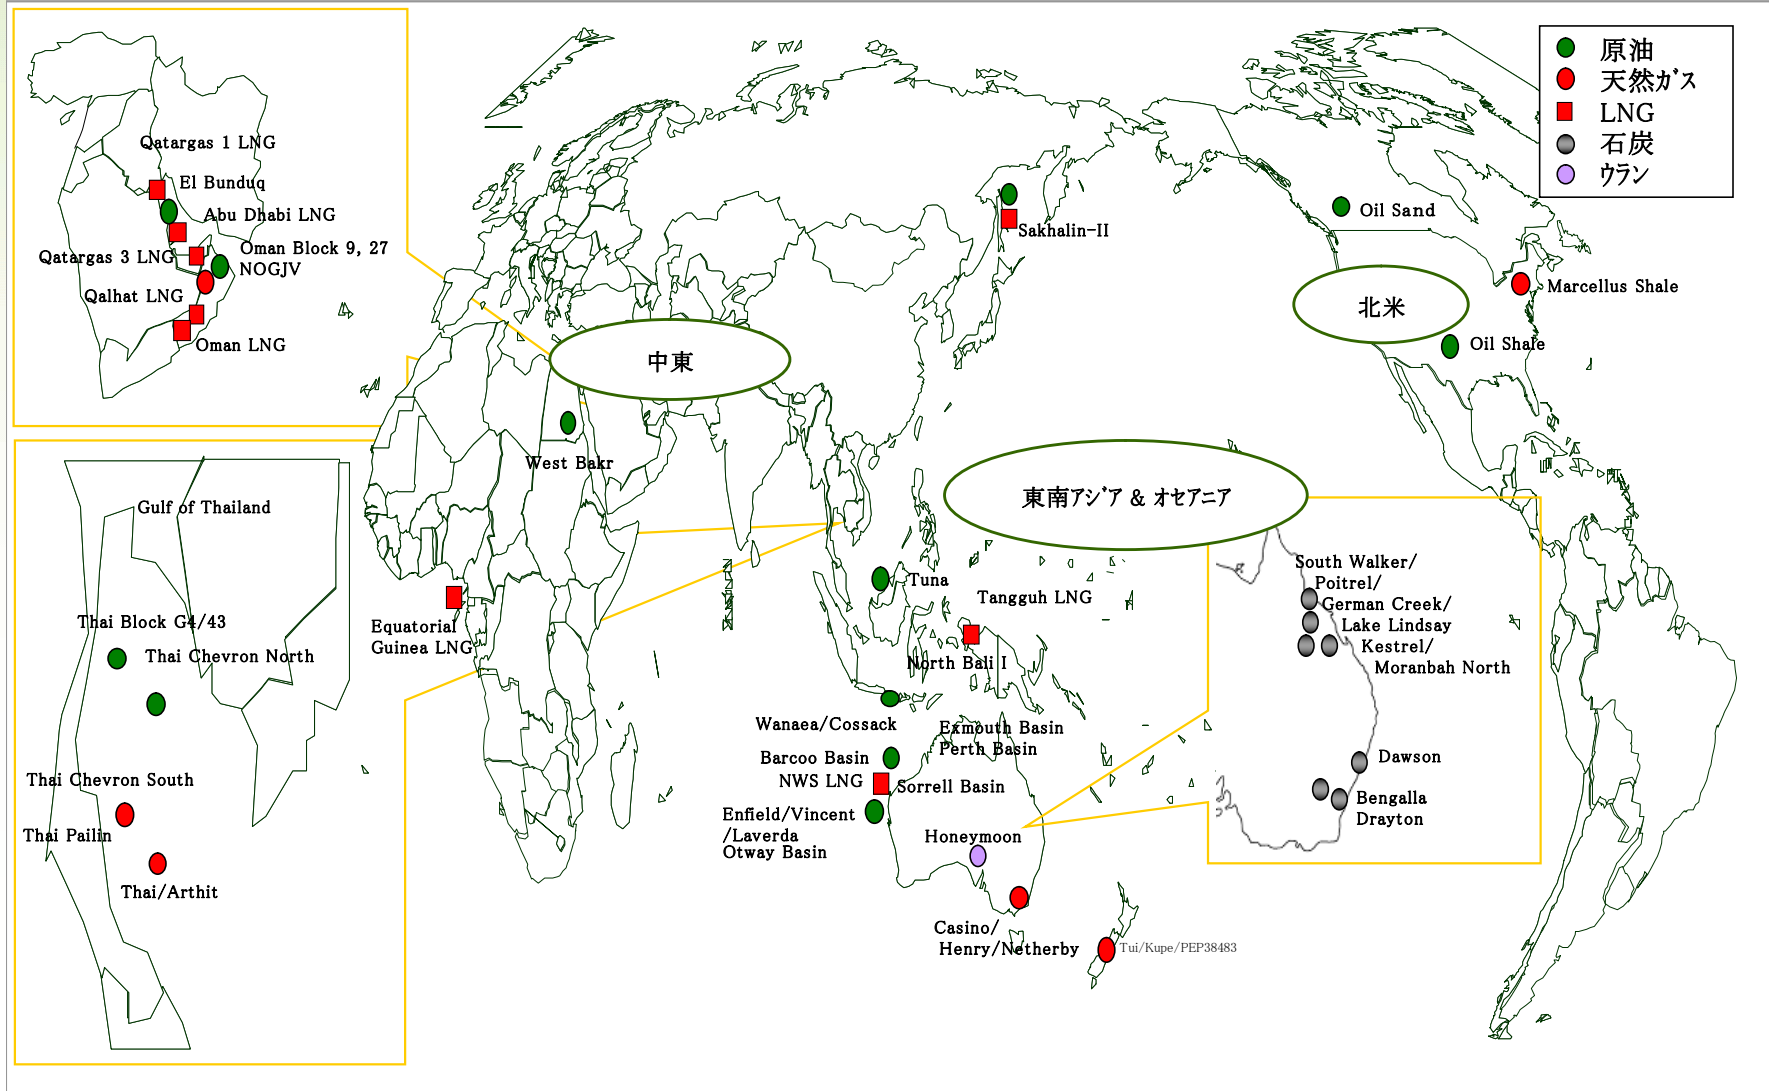 原油
天然ｶﾞｽ
LNG
石炭
ｳﾗﾝ
Qatargas 1 LNG
El Bunduq
Abu Dhabi LNG
Oman Block 9, 27
NOGJV
Qatargas 3 LNG
Qalhat LNG
Oman LNG
中東
West Bakr
Sakhalin-II
Oil Sand
北米
Marcellus Shale
Oil Shale
東南ｱｼﾞｱ & ｵｾｱﾆｱ
Gulf of Thailand
Thai Block G4/43
Thai Chevron North
Thai Chevron South
Thai Pailin
Thai/Arthit
Equatorial
Guinea LNG
Tuna
Tangguh LNG
North Bali I
Wanaea/Cossack
Exmouth Basin
Perth Basin
Barcoo Basin
NWS LNG
Sorrell Basin
Enfield/Vincent
/Laverda
Otway Basin
Honeymoon
Casino/
Henry/Netherby
Tui/Kupe/PEP38483
South Walker/
Poitrel/
German Creek/
Lake Lindsay
Kestrel/
Moranbah North
Dawson
Bengalla
Drayton